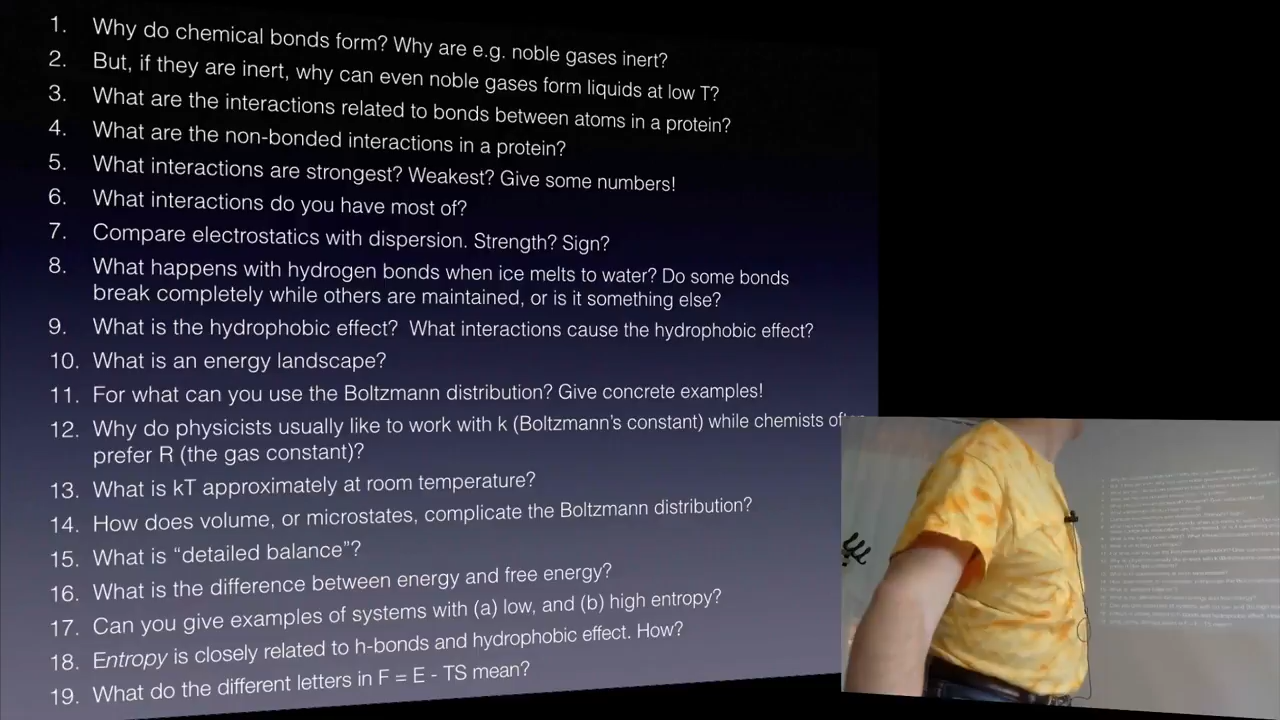 1. Why do chemical bonds form? Why are e.g. noble gases inert?
2. But, if they are inert, why can even noble gases form liquids at low T?
3. What are the interactions related to bonds between atoms in a protein?
4. What are the non-bonded interactions in a protein?
5. What interactions are strongest? Weakest? Give some numbers!
6. What interactions do you have most of?
7. Compare electrostatics with dispersion. Strength? Sign?
8. What happens with hydrogen bonds when ice melts to water? Do some bonds
break completely while others are maintained, or is it something else?
9. What is the hydrophobic effect? What interactions cause the hydrophobic effect?
10. What is an energy landscape?
11. For what can you use the Boltzmann distribution? Give concrete examples!
12. Why do physicists usually like to work with k (Boltzmann's constant) while chemists
prefer R (the gas constant)?
13. What is kT approximately at room temperature?
14. How does volume, or microstates, complicate the Boltzmann distribution?
15. What is “detailed balance”?
16. What is the difference between energy and free energy?
17. Can you give examples of systems with (a) low, and (b) high entropy?
18. Entropy is closely related to h-bonds and hydrophobic effect. How?
19. What do the different letters in F = E - TS mean?